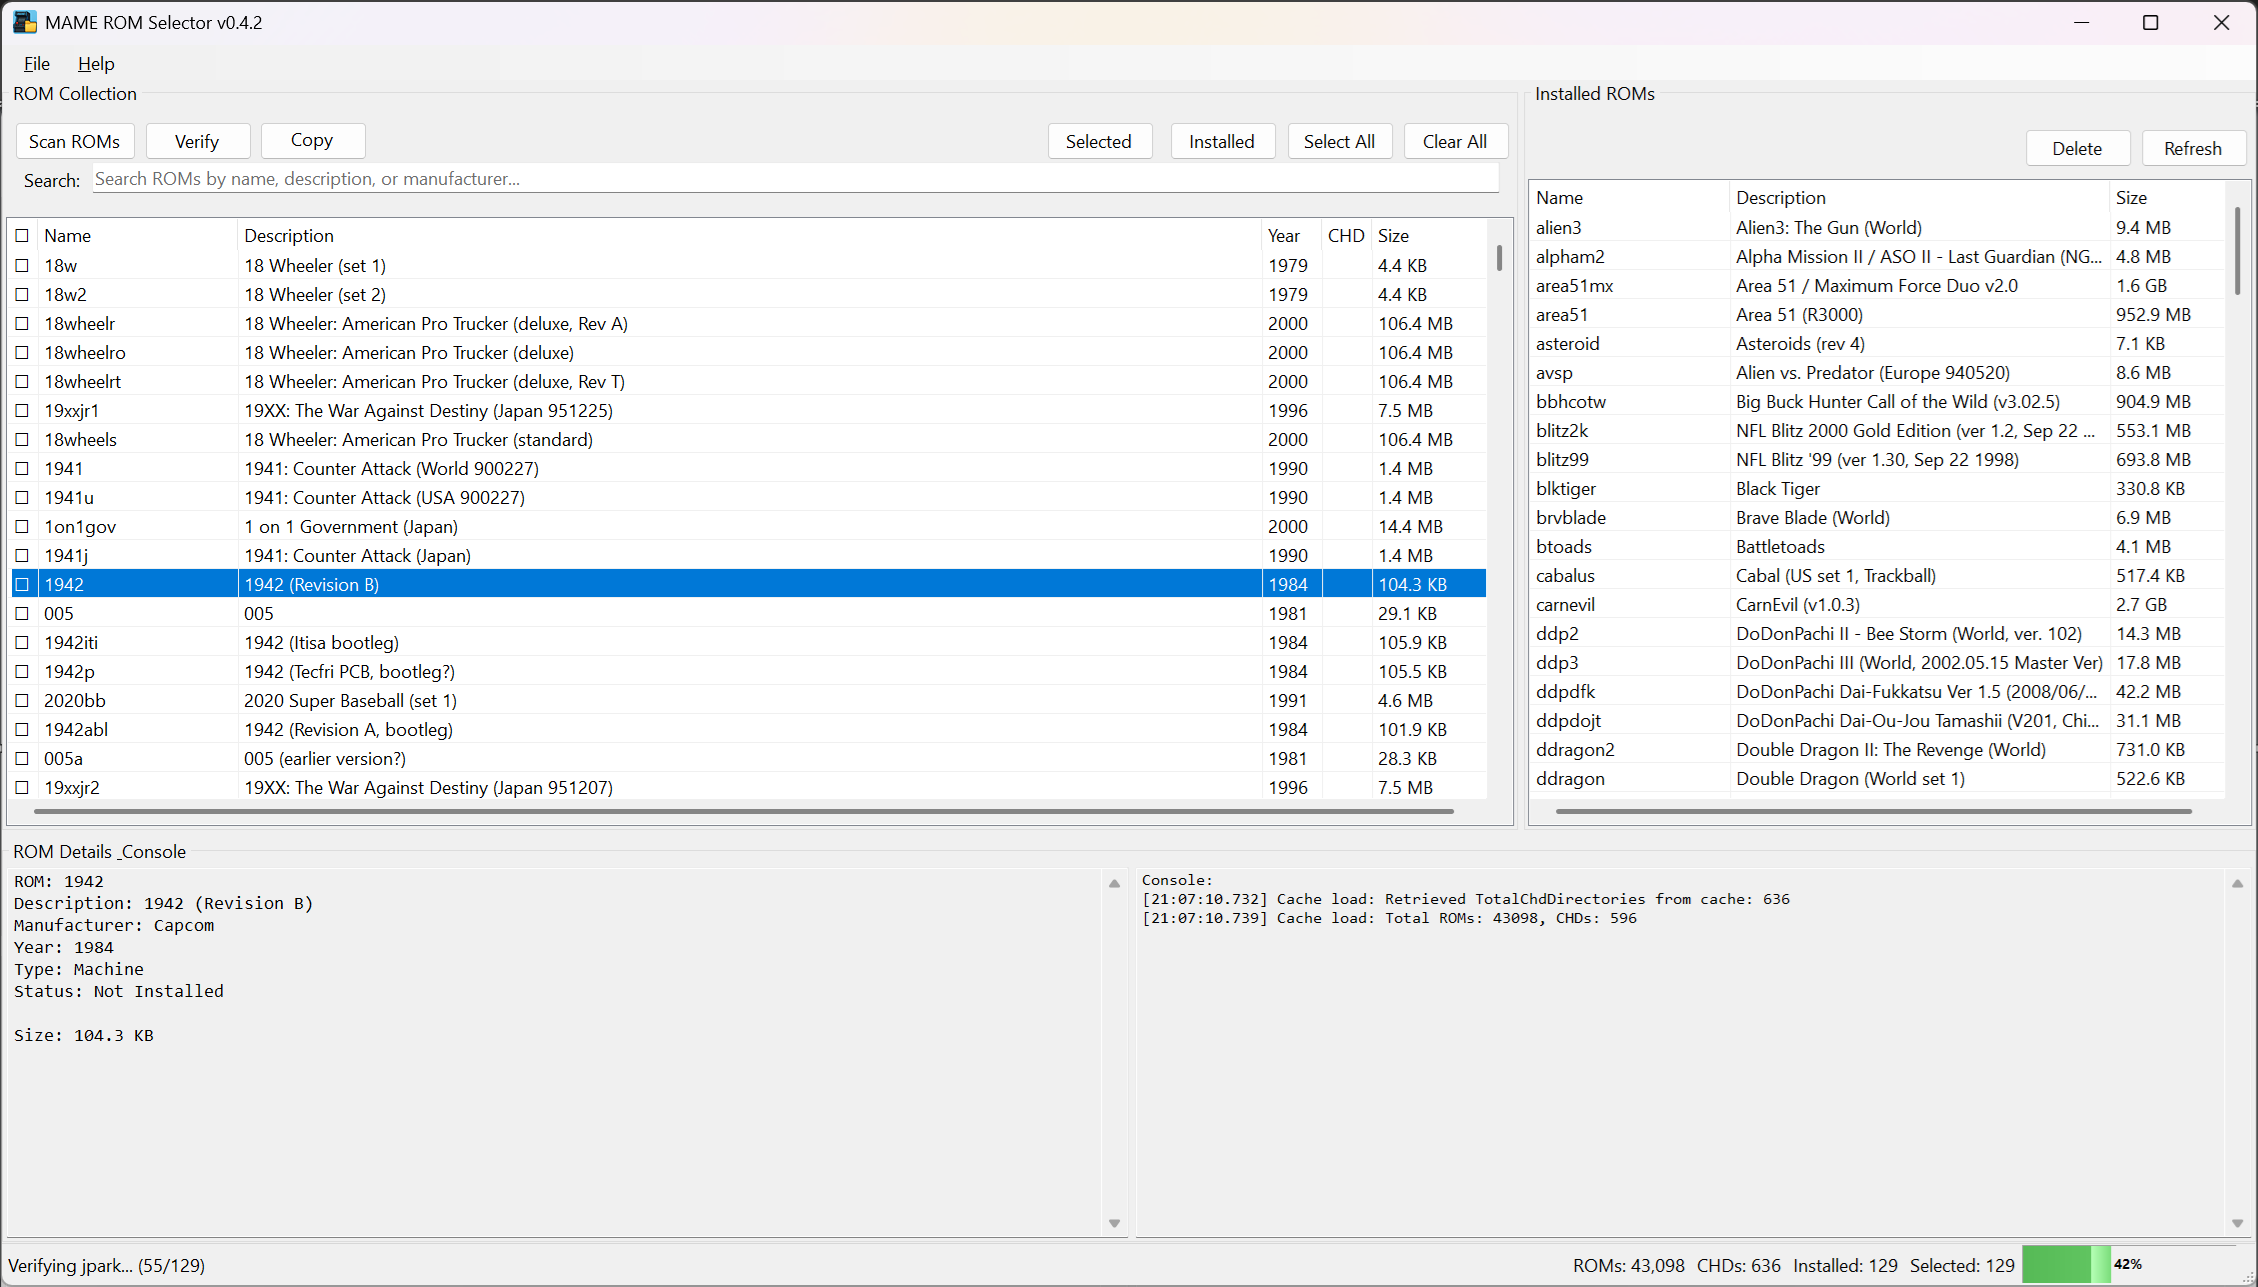 MAME ROM Selector v0.4.2
File Help
ROM Collection
Scan ROMs Verify Copy Selected Installed Select All Clear All
Search: Search ROMs by name, description, or manufacturer...
Name Description Year CHD Size
18w 18 Wheeler (set 1) 1979 4.4 KB
18w2 18 Wheeler (set 2) 1979 4.4 KB
18wheelr 18 Wheeler: American Pro Trucker (deluxe, Rev A) 2000 106.4 MB
18wheelro 18 Wheeler: American Pro Trucker (deluxe) 2000 106.4 MB
18wheelrt 18 Wheeler: American Pro Trucker (deluxe, Rev T) 2000 106.4 MB
19xxjr1 19XX: The War Against Destiny (Japan 951225) 1996 7.5 MB
18wheels 18 Wheeler: American Pro Trucker (standard) 2000 106.4 MB
1941 1941: Counter Attack (World 900227) 1990 1.4 MB
1941u 1941: Counter Attack (USA 900227) 1990 1.4 MB
1on1gov 1 on 1 Government (Japan) 2000 14.4 MB
1941j 1941: Counter Attack (Japan) 1990 1.4 MB
1942 1942 (Revision B) 1984 104.3 KB
005 005 1981 29.1 KB
1942iti 1942 (Itisa bootleg) 1984 105.9 KB
1942p 1942 (Tecfri PCB, bootleg?) 1984 105.5 KB
2020bb 2020 Super Baseball (set 1) 1991 4.6 MB
1942abl 1942 (Revision A, bootleg) 1984 101.9 KB
005a 005 (earlier version?) 1981 28.3 KB
19xxjr2 19XX: The War Against Destiny (Japan 951207) 1996 7.5 MB
Installed ROMs
Delete Refresh
Name Description Size
alien3 Alien3: The Gun (World) 9.4 MB
alpham2 Alpha Mission II / ASO II - Last Guardian (NG... 4.8 MB
area51mx Area 51 / Maximum Force Duo v2.0 1.6 GB
area51 Area 51 (R3000) 952.9 MB
asteroid Asteroids (rev 4) 7.1 KB
avsp Alien vs. Predator (Europe 940520) 8.6 MB
bbhcotw Big Buck Hunter Call of the Wild (v3.02.5) 904.9 MB
blitz2k NFL Blitz 2000 Gold Edition (ver 1.2, Sep 22 ... 553.1 MB
blitz99 NFL Blitz '99 (ver 1.30, Sep 22 1998) 693.8 MB
blktiger Black Tiger 330.8 KB
brvblade Brave Blade (World) 6.9 MB
btoads Battletoads 4.1 MB
cabalus Cabal (US set 1, Trackball) 517.4 KB
carnevil CarnEvil (v1.0.3) 2.7 GB
ddp2 DoDonPachi II - Bee Storm (World, ver. 102) 14.3 MB
ddp3 DoDonPachi III (World, 2002.05.15 Master Ver) 17.8 MB
ddpdfk DoDonPachi Dai-Fukkatsu Ver 1.5 (2008/06/... 42.2 MB
ddpdojt DoDonPachi Dai-Ou-Jou Tamashii (V201, Chi... 31.1 MB
ddragon2 Double Dragon II: The Revenge (World) 731.0 KB
ddragon Double Dragon (World set 1) 522.6 KB
ROM Details _Console
ROM: 1942
Description: 1942 (Revision B)
Manufacturer: Capcom
Year: 1984
Type: Machine
Status: Not Installed
Size: 104.3 KB
Console:
[21:07:10.732] Cache load: Retrieved TotalChdDirectories from cache: 636
[21:07:10.739] Cache load: Total ROMs: 43098, CHDs: 596
Verifying jpark... (55/129) ROMs: 43,098 CHDs: 636 Installed: 129 Selected: 129 42%